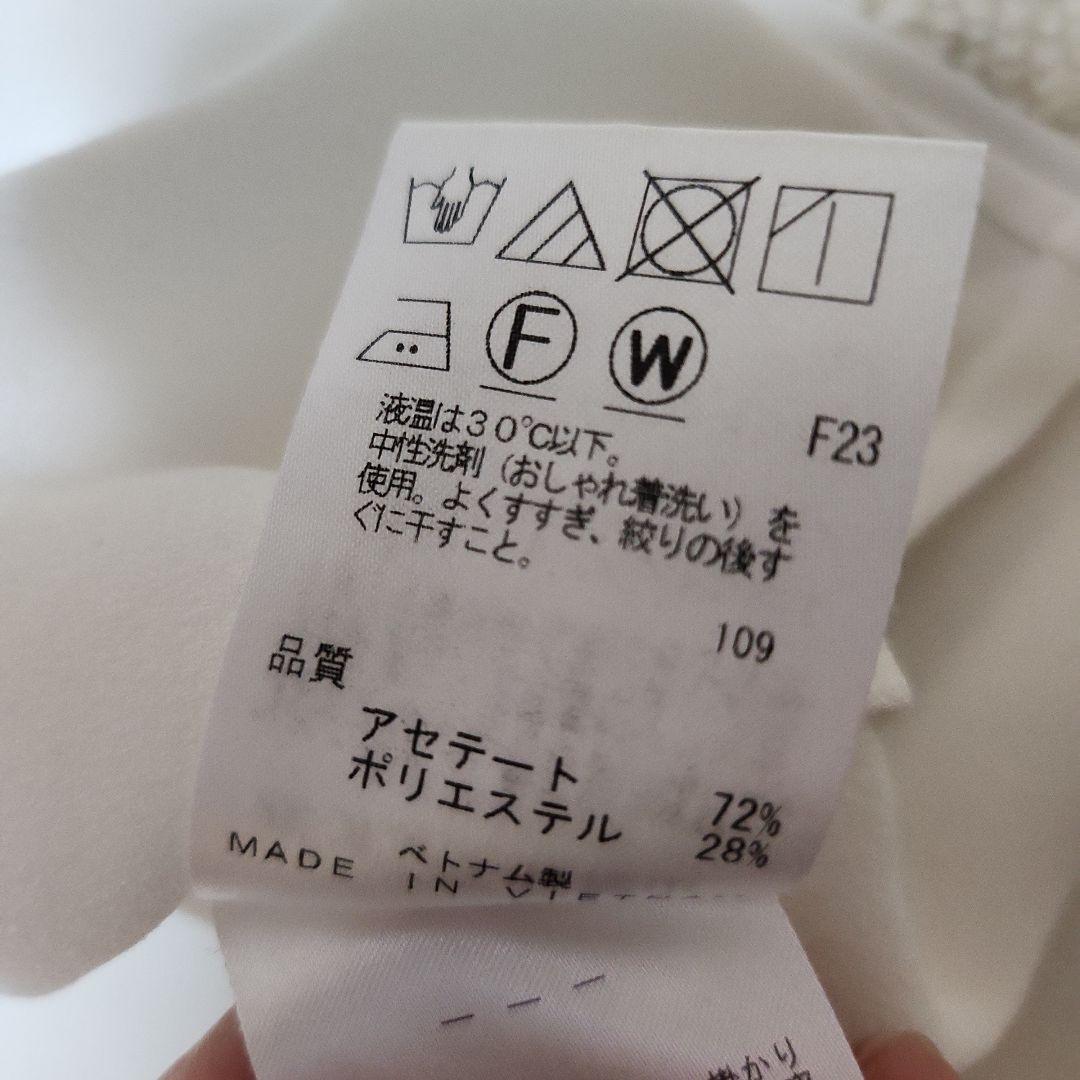 F
W
F23
液温は30℃以下。
中性洗剤（おしゃれ着洗い）を
使用。よくすすぎ、絞りの後す
ぐに干すこと。
109
品質
アセテート 72%
ポリエステル 28%
ベトナム製
MADE IN
かり